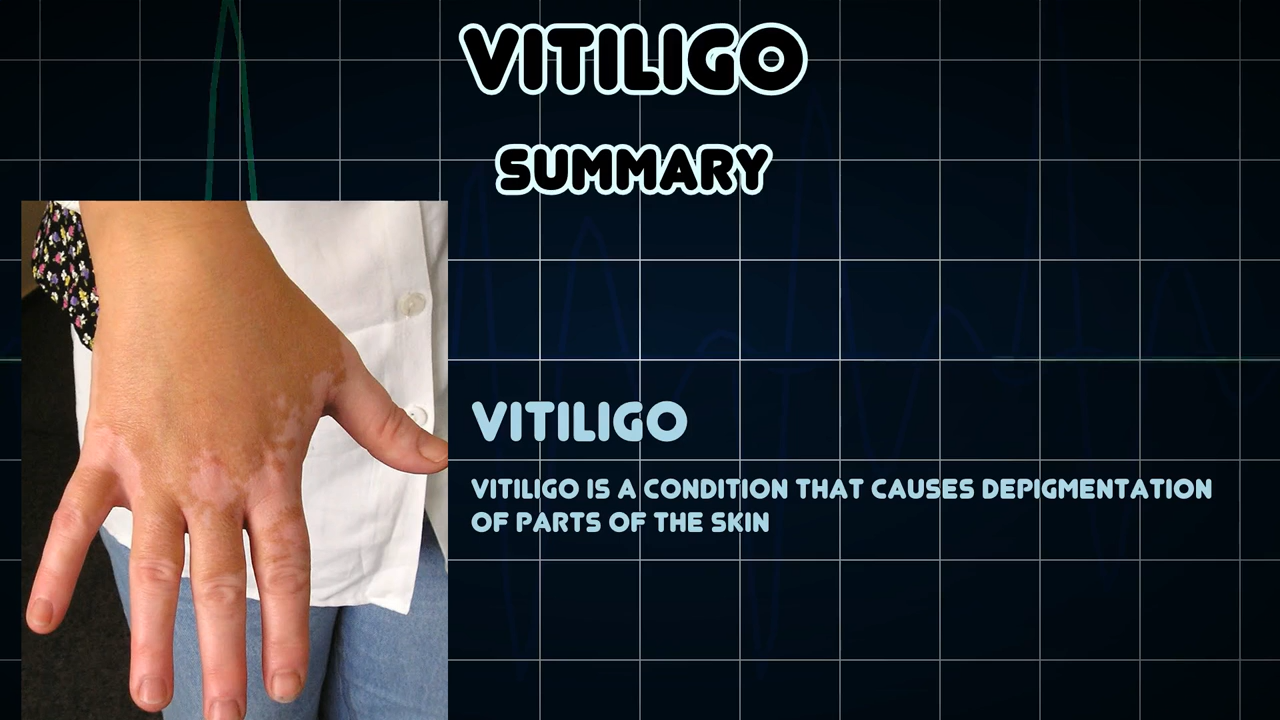 VITILIGO
SUMMARY
VITILIGO
VITILIGO IS A CONDITION THAT CAUSES DEPIGMENTATION
OF PARTS OF THE SKIN